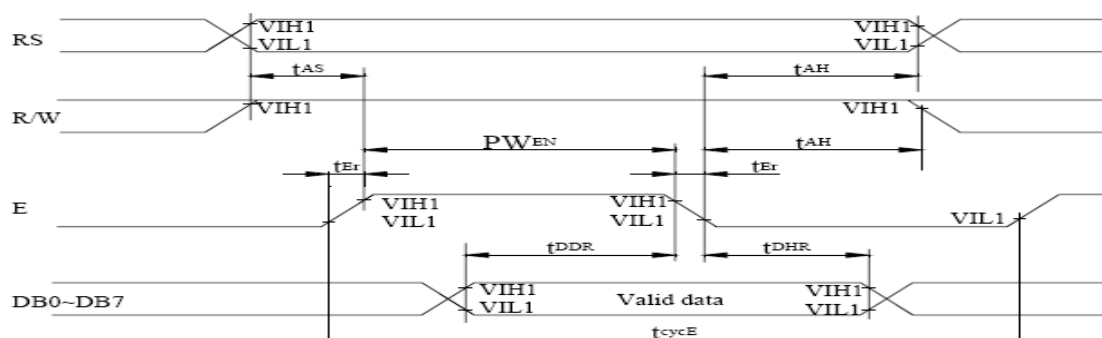 RS VIH1 VIH1
VIL1 VIL1
tAS tAH
R/W VIH1 VIH1
PWEN tAH
tEr tEr
E VIH1 VIH1
VIL1 VIL1 VIL1
tDDR tDHR
DB0~DB7 VIH1 Valid data VIH1
VIL1 VIL1
tcycE